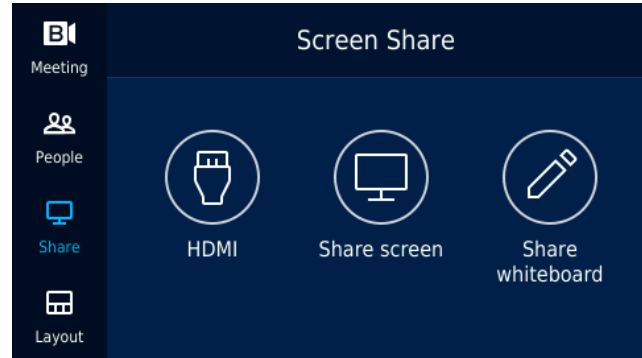 B
Meeting
People
Share
Layout
Screen Share
HDMI
Share screen
Share
whiteboard